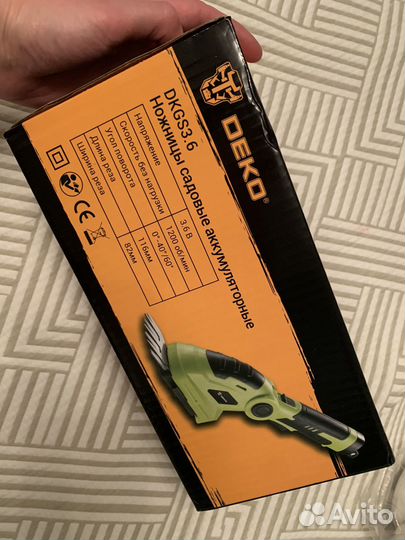 DEKO®
DKGS3.6
Ножницы садовые аккумуляторные
Напряжение 3.6 В
Скорость без нагрузки 1200 об/мин
Угол поворота 0°-40°/60°
Длина реза 116мм
Ширина реза 82мм
CE
Avito